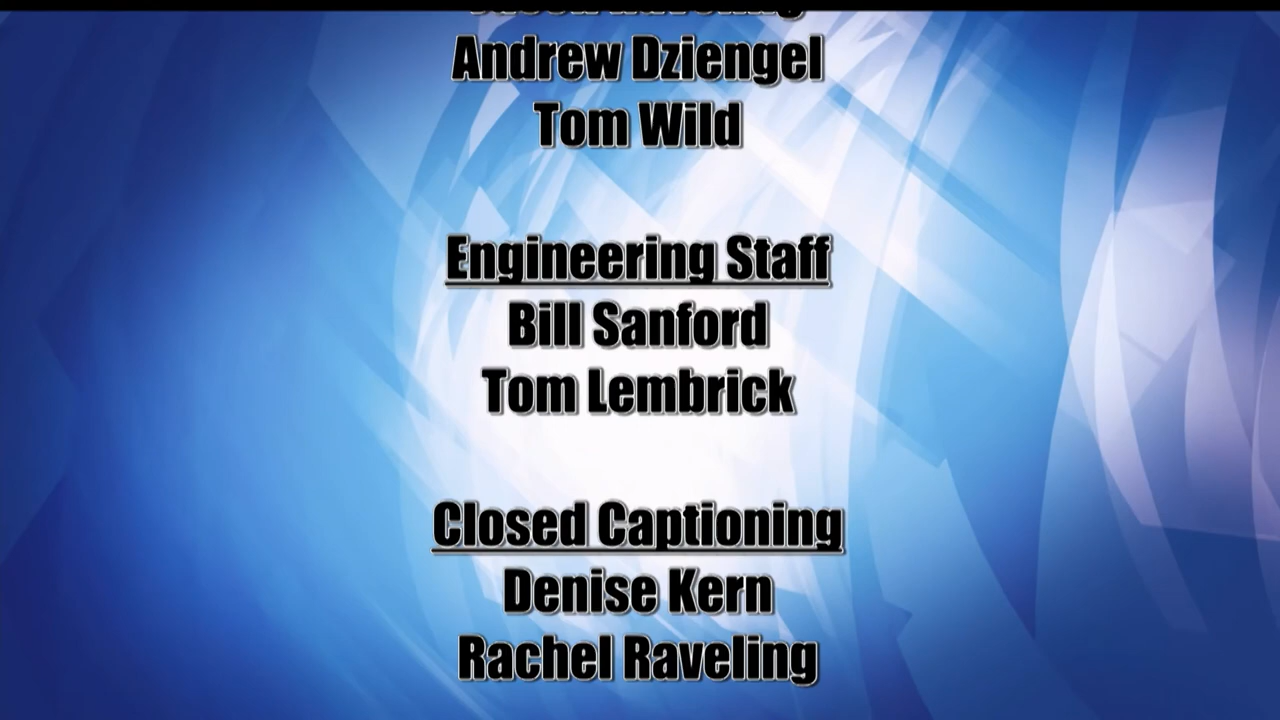 Andrew Dziengel
Tom Wild
Engineering Staff
Bill Sanford
Tom Lembrick
Closed Captioning
Denise Kern
Rachel Raveling